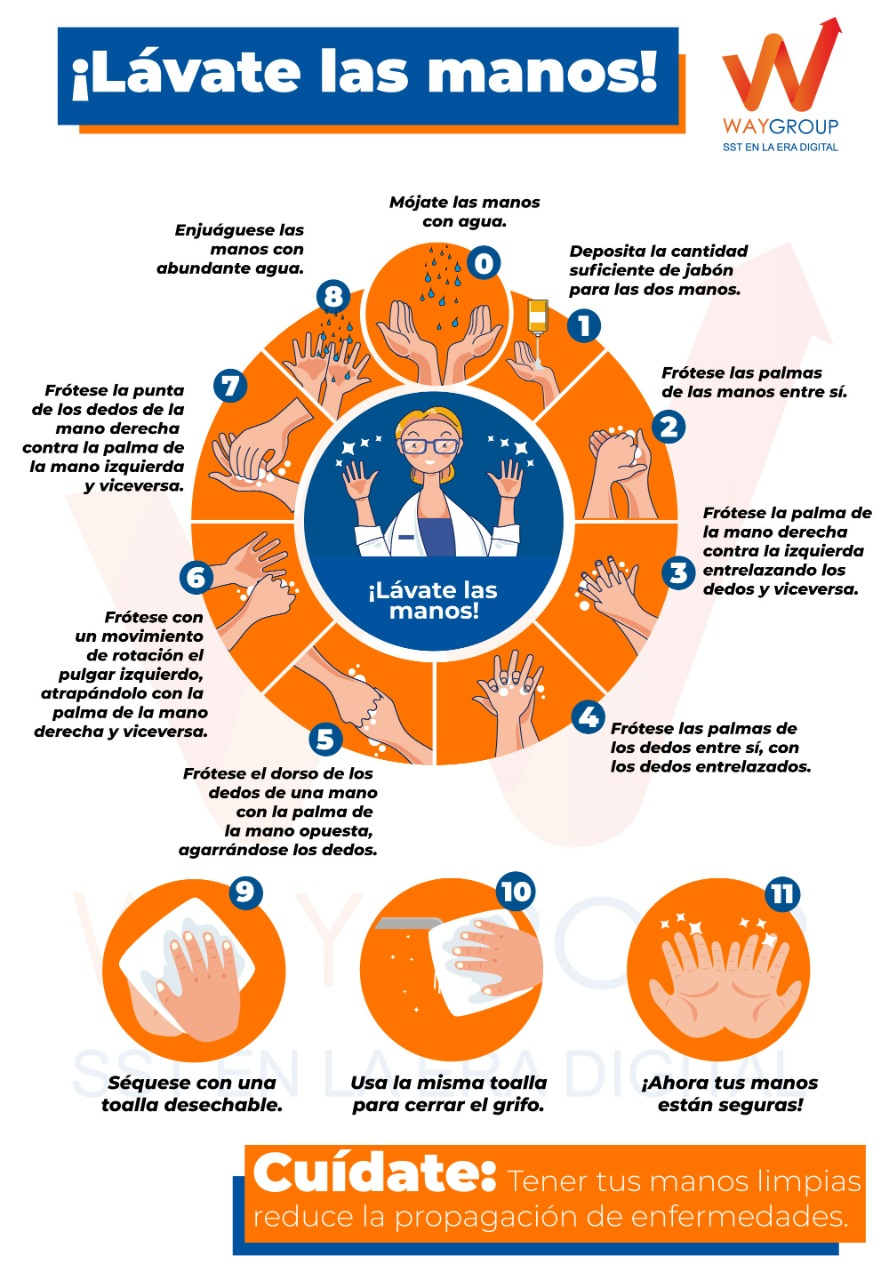 ¡Lávate las manos!
WAYGROUP
SST EN LA ERA DIGITAL
0
Mójate las manos
con agua.
1
Deposita la cantidad
suficiente de jabón
para las dos manos.
2
Frótese las palmas
de las manos entre sí.
3
Frótese la palma de
la mano derecha
contra la izquierda
entrelazando los
dedos y viceversa.
4
Frótese las palmas de
los dedos entre sí, con
los dedos entrelazados.
5
Frótese el dorso de los
dedos de una mano
con la palma de
la mano opuesta,
agarrándose los dedos.
6
Frótese con
un movimiento
de rotación el
pulgar izquierdo,
atrapándolo con la
palma de la mano
derecha y viceversa.
7
Frótese la punta
de los dedos de la
mano derecha
contra la palma de
la mano izquierda
y viceversa.
8
Enjuáguese las
manos con
abundante agua.
¡Lávate las
manos!
9
Séquese con una
toalla desechable.
10
Usa la misma toalla
para cerrar el grifo.
11
¡Ahora tus manos
están seguras!
WAYGROUP
SST EN LA ERA DIGITAL
Cuídate: Tener tus manos limpias
reduce la propagación de enfermedades.